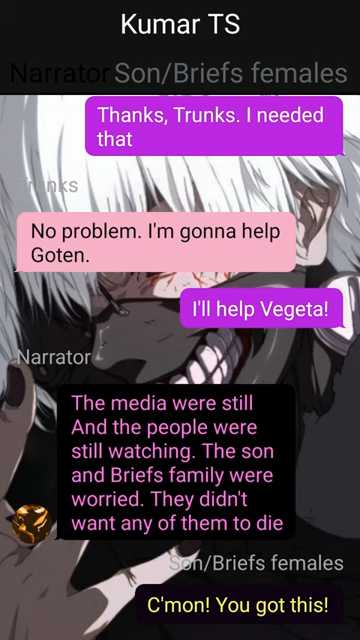 Kumar TS
Narrator Son/Briefs females
Thanks, Trunks. I needed
that
Trunks
No problem. I'm gonna help
Goten.
I'll help Vegeta!
Narrator
The media were still
And the people were
still watching. The son
and Briefs family were
worried. They didn't
want any of them to die
Son/Briefs females
C'mon! You got this!